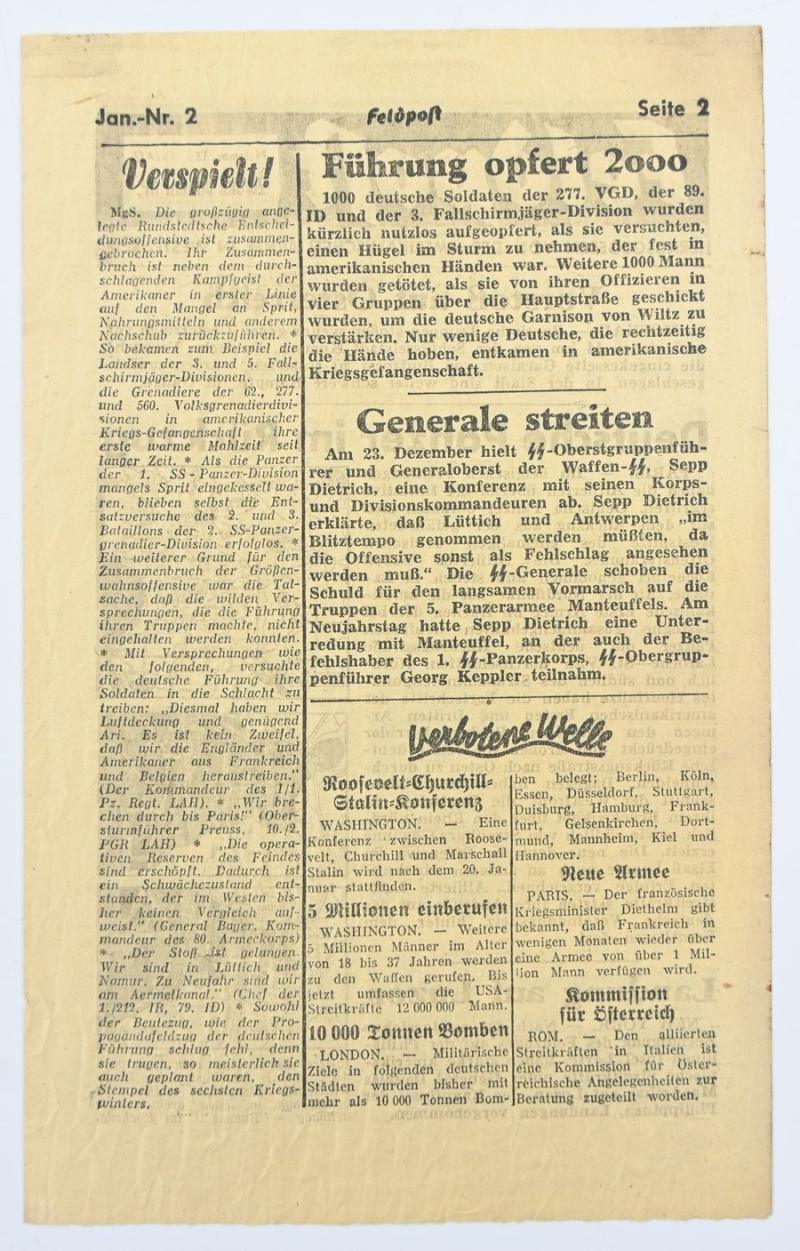 Jan.-Nr. 2
Feldpost
Seite 2
Verspielt!
MgS. Die großzügig ange-
legte Rundstedtsche Entschei-
dungsoffensive ist zusammen-
gebrochen. Ihr Zusammen-
bruch ist neben dem durch-
schlagenden Kampfgeist der
Amerikaner in erster Linie
auf den Mangel an Sprit,
Nahrungsmitteln und anderem
Nachschub zurückzuführen. *
So bekamen zum Beispiel die
Landser der 3. und 5. Fall-
schirmjäger-Divisionen, und
die Grenadiere der 62., 277.
und 560. Volksgrenadierdivi-
sionen in amerikanischer
Kriegs-Gefangenschaft ihre
erste warme Mahlzeit seit
langer Zeit. * Als die Panzer
der 1. SS-Panzer-Division
mangels Sprit eingekesselt wa-
ren, blieben selbst die Ent-
satzversuche des 2. und 3.
Bataillons der 2. SS-Panzer-
grenadier-Division erfolglos. *
Ein weiterer Grund für den
Zusammenbruch der Größen-
wahnsoffensive war die Tat-
sache, daß die wilden Ver-
sprechungen, die die Führung
ihren Truppen machte, nicht
eingehalten werden konnten.
* Mit Versprechungen wie
den folgenden, versuchte
die deutsche Führung ihre
Soldaten in die Schlacht zu
treiben: „Diesmal haben wir
Luftdeckung und genügend
Ari. Es ist kein Zweifel,
daß wir die Engländer und
Amerikaner aus Frankreich
und Belgien heraustreiben.“
(Der Kommandeur des 1/1.
Pz. Regt. LAH). * „Wir bre-
chen durch bis Paris!“ (Ober-
sturmführer Preuss, 10./2.
PGR LAH) * „Die opera-
tiven Reserven des Feindes
sind erschöpft. Dadurch ist
ein Schwächezustand ent-
standen, der im Westen bis-
her keinen Vergleich auf-
weist.“ (General Bayer, Kom-
mandeur des 80. Armeekorps)
* „Der Stoß ist gelungen.
Wir sind in Lüttich und
Namur. Zu Neujahr sind wir
am Aermelkanal.“ (Chef der
1./212. IR, 79. ID) * Sowohl
der Beutezug, wie der Pro-
pagandafeldzug der deutschen
Führung schlug fehl, denn
sie trugen, so meisterlich sie
auch geplant waren, den
Stempel des sechsten Kriegs-
winters.
Führung opfert 2000
1000 deutsche Soldaten der 277. VGD, der 89.
ID und der 3. Fallschirmjäger-Division wurden
kürzlich nutzlos aufgeopfert, als sie versuchten,
einen Hügel im Sturm zu nehmen, der fest in
amerikanischen Händen war. Weitere 1000 Mann
wurden getötet, als sie von ihren Offizieren in
vier Gruppen über die Hauptstraße geschickt
wurden, um die deutsche Garnison von Wiltz zu
verstärken. Nur wenige Deutsche, die rechtzeitig
die Hände hoben, entkamen in amerikanische
Kriegsgefangenschaft.
Generale streiten
Am 23. Dezember hielt ᛋᛋ-Oberstgruppenfüh-
rer und Generaloberst der Waffen-ᛋᛋ, Sepp
Dietrich, eine Konferenz mit seinen Korps-
und Divisionskommandeuren ab. Sepp Dietrich
erklärte, daß Lüttich und Antwerpen „im
Blitztempo genommen werden müßten, da
die Offensive sonst als Fehlschlag angesehen
werden muß.“ Die ᛋᛋ-Generale schoben die
Schuld für den langsamen Vormarsch auf die
Truppen der 5. Panzerarmee Manteuffels. Am
Neujahrstag hatte Sepp Dietrich eine Unter-
redung mit Manteuffel, an der auch der Be-
fehlshaber des 1. ᛋᛋ-Panzerkorps, ᛋᛋ-Obergrup-
penführer Georg Keppler teilnahm.
Verbotene Welle
Roosevelt-Churchill-
Stalin-Konferenz
WASHINGTON. — Eine
Konferenz zwischen Roose-
velt, Churchill und Marschall
Stalin wird nach dem 20. Ja-
nuar stattfinden.
5 Millionen einberufen
WASHINGTON. — Weitere
5 Millionen Männer im Alter
von 18 bis 37 Jahren werden
zu den Waffen gerufen. Bis
jetzt umfassen die USA-
Streitkräfte 12 000 000 Mann.
10 000 Tonnen Bomben
LONDON. — Militärische
Ziele in folgenden deutschen
Städten wurden bisher mit
mehr als 10 000 Tonnen Bom-
ben belegt: Berlin, Köln,
Essen, Düsseldorf, Stuttgart,
Duisburg, Hamburg, Frank-
furt, Gelsenkirchen, Dort-
mund, Mannheim, Kiel und
Hannover.
Neue Armee
PARIS. — Der französische
Kriegsminister Diethelm gibt
bekannt, daß Frankreich in
wenigen Monaten wieder über
eine Armee von über 1 Mil-
lion Mann verfügen wird.
Kommission
für Österreich
ROM. — Den alliierten
Streitkräften in Italien ist
eine Kommission für Öster-
reichische Angelegenheiten zur
Beratung zugeteilt worden.